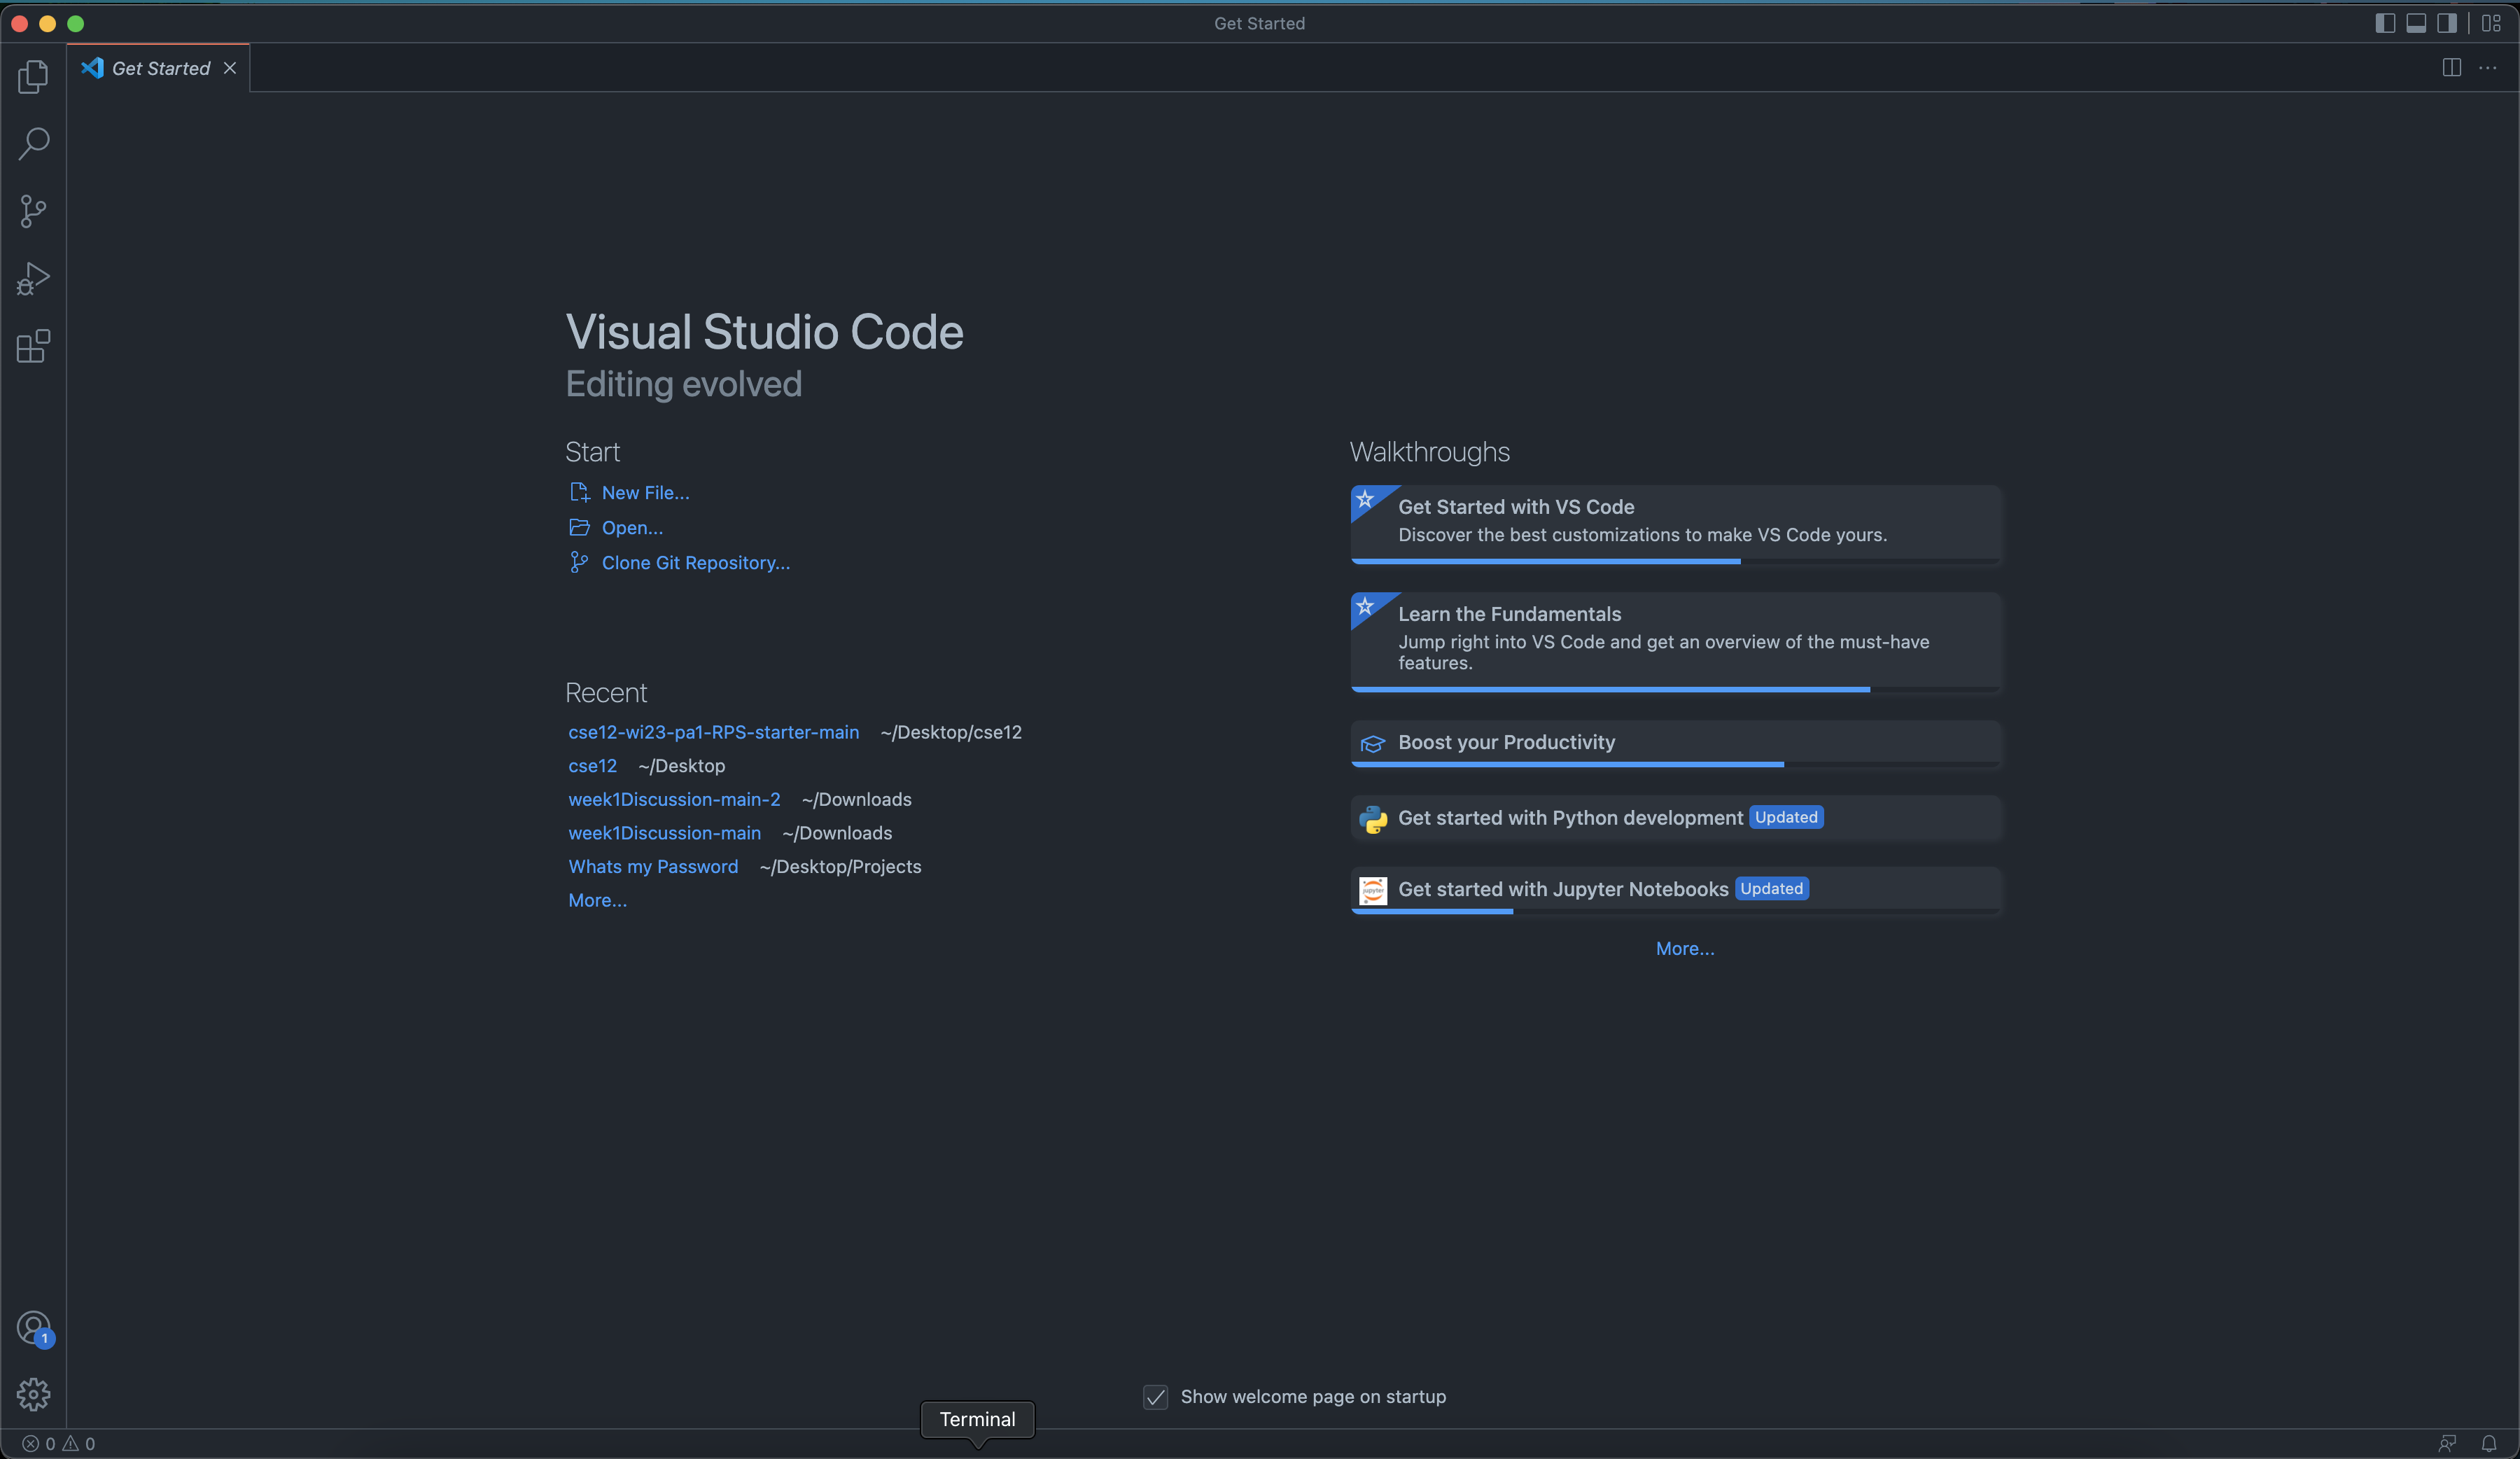 Get Started
Get Started
Visual Studio Code
Editing evolved
Start
New File...
Open...
Clone Git Repository...
Recent
cse12-wi23-pa1-RPS-starter-main ~/Desktop/cse12
cse12 ~/Desktop
week1Discussion-main-2 ~/Downloads
week1Discussion-main ~/Downloads
Whats my Password ~/Desktop/Projects
More...
Walkthroughs
Get Started with VS Code
Discover the best customizations to make VS Code yours.
Learn the Fundamentals
Jump right into VS Code and get an overview of the must-have
features.
Boost your Productivity
Get started with Python development Updated
jupyter
Get started with Jupyter Notebooks Updated
More...
1
Show welcome page on startup
Terminal
0 0